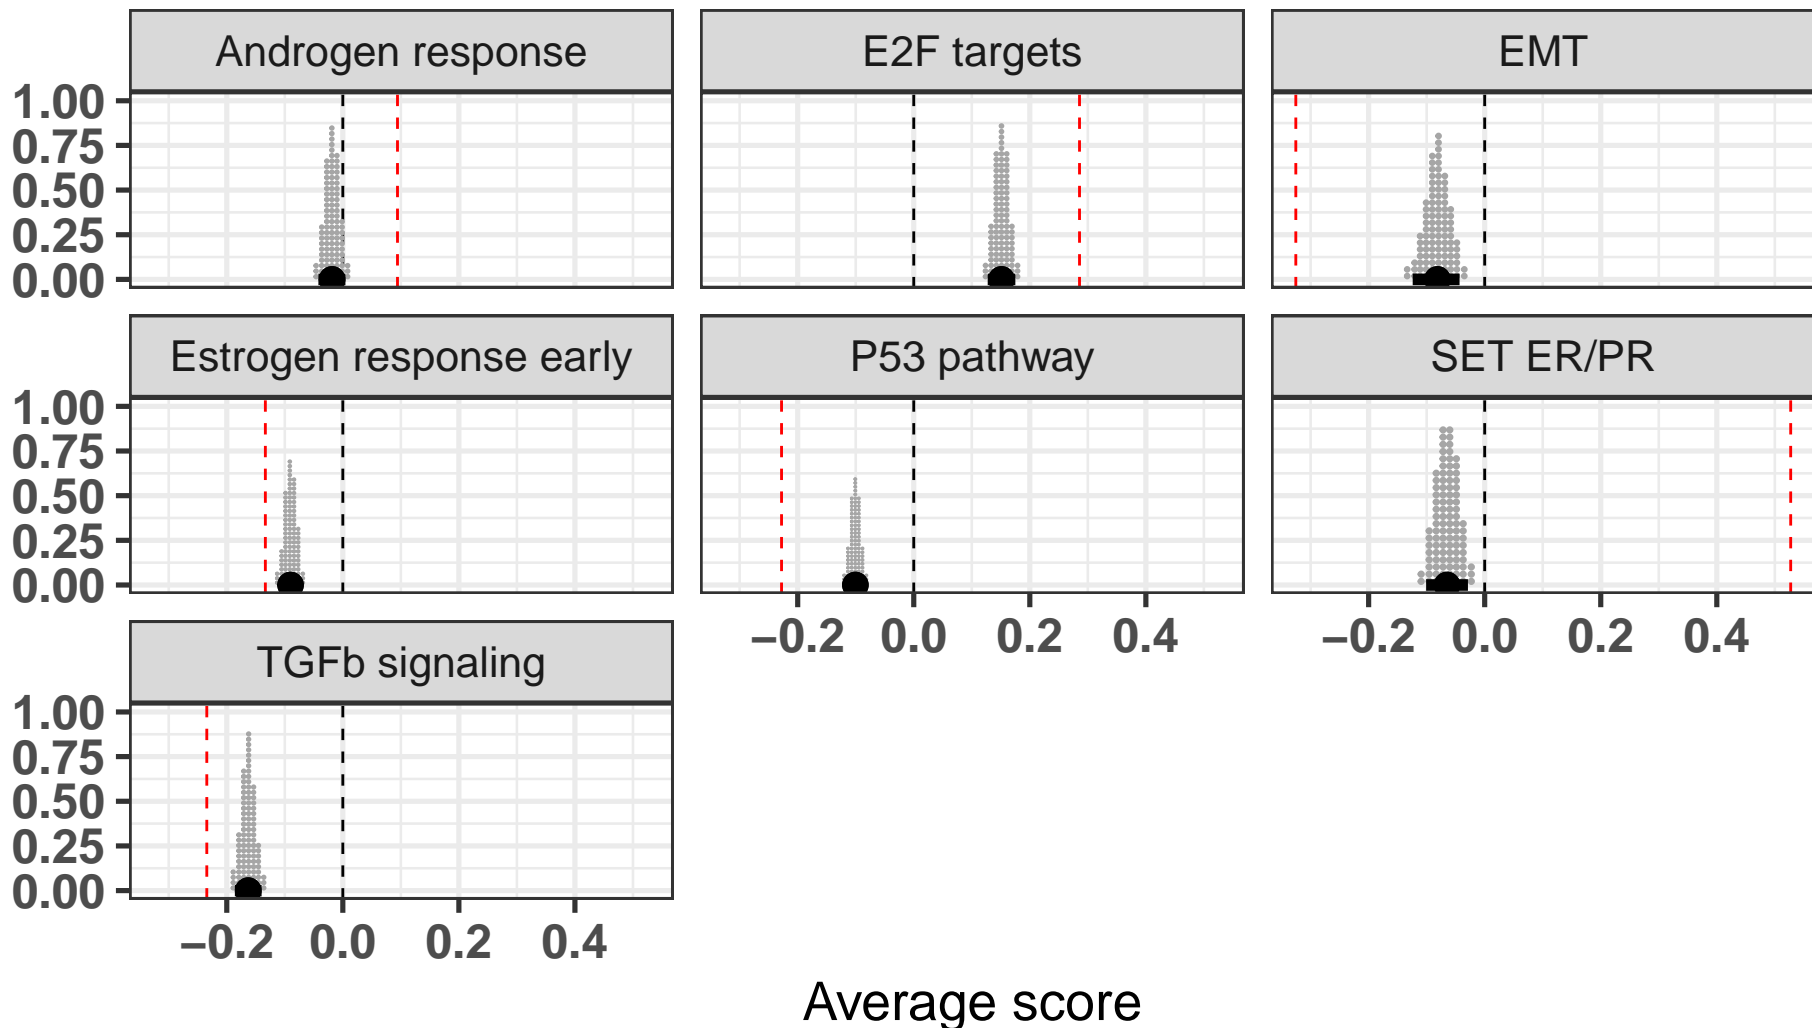 Androgen response
E2F targets
EMT
1.00
0.75
0.50
0.25
0.00
Estrogen response early
P53 pathway
SET ER/PR
1.00
0.75
0.50
0.25
0.00
−0.2 0.0 0.2 0.4
−0.2 0.0 0.2 0.4
TGFb signaling
1.00
0.75
0.50
0.25
0.00
−0.2 0.0 0.2 0.4
Average score